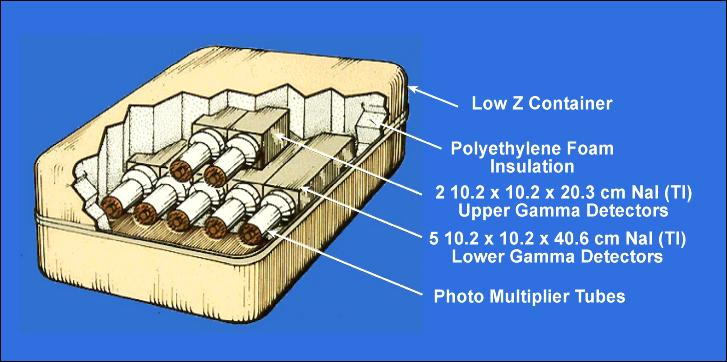 Low Z Container
Polyethylene Foam
Insulation
2 10.2 x 10.2 x 20.3 cm NaI (Tl)
Upper Gamma Detectors
5 10.2 x 10.2 x 40.6 cm NaI (Tl)
Lower Gamma Detectors
Photo Multiplier Tubes